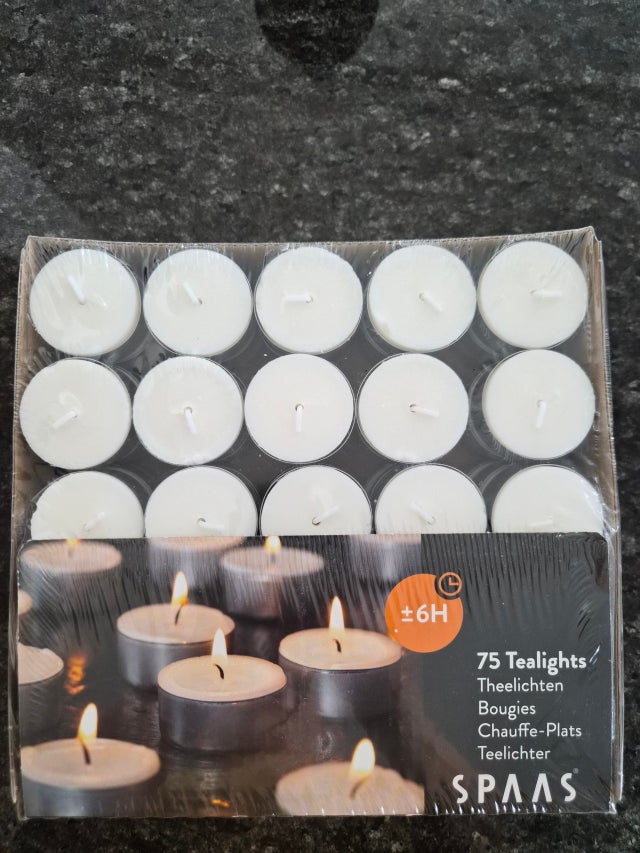 ±6H
75 Tealights
Theelichten
Bougies
Chauffe-Plats
Teelichter
SPAAS®